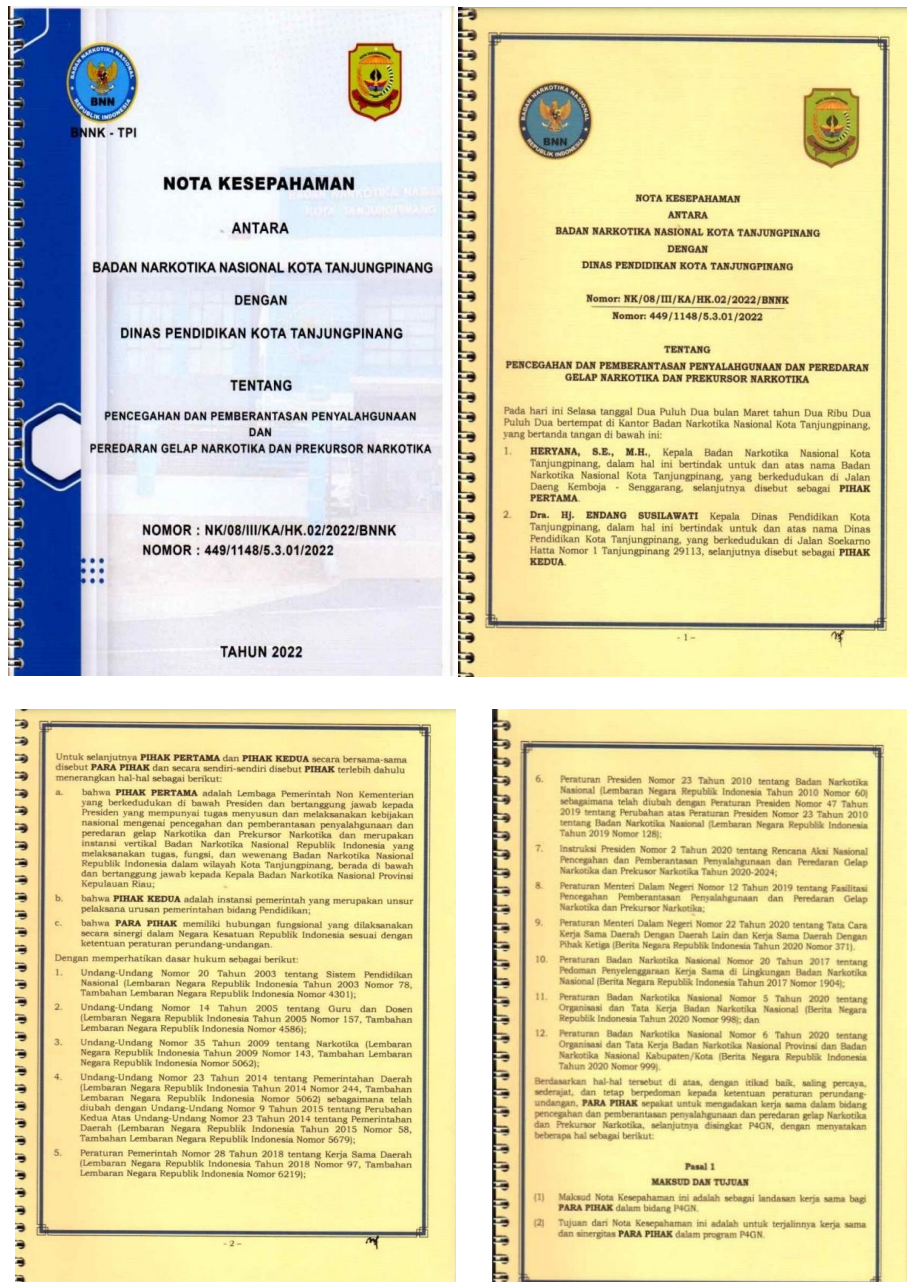 BADAN NARKOTIKA NASIONAL
BNN
REPUBLIK INDONESIA
BNNK - TPI
NOTA KESEPAHAMAN
ANTARA
BADAN NARKOTIKA NASIONAL KOTA TANJUNGPINANG
DENGAN
DINAS PENDIDIKAN KOTA TANJUNGPINANG
TENTANG
PENCEGAHAN DAN PEMBERANTASAN PENYALAHGUNAAN
DAN
PEREDARAN GELAP NARKOTIKA DAN PREKURSOR NARKOTIKA
NOMOR : NK/08/III/KA/HK.02/2022/BNNK
NOMOR : 449/1148/5.3.01/2022
TAHUN 2022
BADAN NARKOTIKA NASIONAL
BNN
REPUBLIK INDONESIA
NOTA KESEPAHAMAN
ANTARA
BADAN NARKOTIKA NASIONAL KOTA TANJUNGPINANG
DENGAN
DINAS PENDIDIKAN KOTA TANJUNGPINANG
Nomor: NK/08/III/KA/HK.02/2022/BNNK
Nomor: 449/1148/5.3.01/2022
TENTANG
PENCEGAHAN DAN PEMBERANTASAN PENYALAHGUNAAN DAN PEREDARAN
GELAP NARKOTIKA DAN PREKURSOR NARKOTIKA
Pada hari ini Selasa tanggal Dua Puluh Dua bulan Maret tahun Dua Ribu Dua
Puluh Dua bertempat di Kantor Badan Narkotika Nasional Kota Tanjungpinang,
yang bertanda tangan di bawah ini:
1. HERYANA, S.E., M.H., Kepala Badan Narkotika Nasional Kota
Tanjungpinang, dalam hal ini bertindak untuk dan atas nama Badan
Narkotika Nasional Kota Tanjungpinang, yang berkedudukan di Jalan
Daeng Kemboja - Senggarang, selanjutnya disebut sebagai PIHAK
PERTAMA.
2. Dra. Hj. ENDANG SUSILAWATI Kepala Dinas Pendidikan Kota
Tanjungpinang, dalam hal ini bertindak untuk dan atas nama Dinas
Pendidikan Kota Tanjungpinang, yang berkedudukan di Jalan Soekarno
Hatta Nomor 1 Tanjungpinang 29113, selanjutnya disebut sebagai PIHAK
KEDUA.
- 1 -
Untuk selanjutnya PIHAK PERTAMA dan PIHAK KEDUA secara bersama-sama
disebut PARA PIHAK dan secara sendiri-sendiri disebut PIHAK terlebih dahulu
menerangkan hal-hal sebagai berikut:
a. bahwa PIHAK PERTAMA adalah Lembaga Pemerintah Non Kementerian
yang berkedudukan di bawah Presiden dan bertanggung jawab kepada
Presiden yang mempunyai tugas menyusun dan melaksanakan kebijakan
nasional mengenai pencegahan dan pemberantasan penyalahgunaan dan
peredaran gelap Narkotika dan Prekursor Narkotika dan merupakan
instansi vertikal Badan Narkotika Nasional Republik Indonesia yang
melaksanakan tugas, fungsi, dan wewenang Badan Narkotika Nasional
Republik Indonesia dalam wilayah Kota Tanjungpinang, berada di bawah
dan bertanggung jawab kepada Kepala Badan Narkotika Nasional Provinsi
Kepulauan Riau;
b. bahwa PIHAK KEDUA adalah instansi pemerintah yang merupakan unsur
pelaksana urusan pemerintahan bidang Pendidikan;
c. bahwa PARA PIHAK memiliki hubungan fungsional yang dilaksanakan
secara sinergi dalam Negara Kesatuan Republik Indonesia sesuai dengan
ketentuan peraturan perundang-undangan.
Dengan memperhatikan dasar hukum sebagai berikut:
1. Undang-Undang Nomor 20 Tahun 2003 tentang Sistem Pendidikan
Nasional (Lembaran Negara Republik Indonesia Tahun 2003 Nomor 78,
Tambahan Lembaran Negara Republik Indonesia Nomor 4301);
2. Undang-Undang Nomor 14 Tahun 2005 tentang Guru dan Dosen
(Lembaran Negara Republik Indonesia Tahun 2005 Nomor 157, Tambahan
Lembaran Negara Republik Indonesia Nomor 4586);
3. Undang-Undang Nomor 35 Tahun 2009 tentang Narkotika (Lembaran
Negara Republik Indonesia Tahun 2009 Nomor 143, Tambahan Lembaran
Negara Republik Indonesia Nomor 5062);
4. Undang-Undang Nomor 23 Tahun 2014 tentang Pemerintahan Daerah
(Lembaran Negara Republik Indonesia Tahun 2014 Nomor 244, Tambahan
Lembaran Negara Republik Indonesia Nomor 5062) sebagaimana telah
diubah dengan Undang-Undang Nomor 9 Tahun 2015 tentang Perubahan
Kedua Atas Undang-Undang Nomor 23 Tahun 2014 tentang Pemerintahan
Daerah (Lembaran Negara Republik Indonesia Tahun 2015 Nomor 58,
Tambahan Lembaran Negara Republik Indonesia Nomor 5679);
5. Peraturan Pemerintah Nomor 28 Tahun 2018 tentang Kerja Sama Daerah
(Lembaran Negara Republik Indonesia Tahun 2018 Nomor 97, Tambahan
Lembaran Negara Republik Indonesia Nomor 6219);
- 2 -
6. Peraturan Presiden Nomor 23 Tahun 2010 tentang Badan Narkotika
Nasional (Lembaran Negara Republik Indonesia Tahun 2010 Nomor 60)
sebagaimana telah diubah dengan Peraturan Presiden Nomor 47 Tahun
2019 tentang Perubahan atas Peraturan Presiden Nomor 23 Tahun 2010
tentang Badan Narkotika Nasional (Lembaran Negara Republik Indonesia
Tahun 2019 Nomor 128);
7. Instruksi Presiden Nomor 2 Tahun 2020 tentang Rencana Aksi Nasional
Pencegahan dan Pemberantasan Penyalahgunaan dan Peredaran Gelap
Narkotika dan Prekusor Narkotika Tahun 2020-2024;
8. Peraturan Menteri Dalam Negeri Nomor 12 Tahun 2019 tentang Fasilitasi
Pencegahan Pemberantasan Penyalahgunaan dan Peredaran Gelap
Narkotika dan Prekursor Narkotika;
9. Peraturan Menteri Dalam Negeri Nomor 22 Tahun 2020 tentang Tata Cara
Kerja Sama Daerah Dengan Daerah Lain dan Kerja Sama Daerah Dengan
Pihak Ketiga (Berita Negara Republik Indonesia Tahun 2020 Nomor 371).
10. Peraturan Badan Narkotika Nasional Nomor 20 Tahun 2017 tentang
Pedoman Penyelenggaraan Kerja Sama di Lingkungan Badan Narkotika
Nasional (Berita Negara Republik Indonesia Tahun 2017 Nomor 1904);
11. Peraturan Badan Narkotika Nasional Nomor 5 Tahun 2020 tentang
Organisasi dan Tata Kerja Badan Narkotika Nasional (Berita Negara
Republik Indonesia Tahun 2020 Nomor 998); dan
12. Peraturan Badan Narkotika Nasional Nomor 6 Tahun 2020 tentang
Organisasi dan Tata Kerja Badan Narkotika Nasional Provinsi dan Badan
Narkotika Nasional Kabupaten/Kota (Berita Negara Republik Indonesia
Tahun 2020 Nomor 999).
Berdasarkan hal-hal tersebut di atas, dengan itikad baik, saling percaya,
sederajat, dan tetap berpedoman kepada ketentuan peraturan perundang-
undangan, PARA PIHAK sepakat untuk mengadakan kerja sama dalam bidang
pencegahan dan pemberantasan penyalahgunaan dan peredaran gelap Narkotika
dan Prekursor Narkotika, selanjutnya disingkat P4GN, dengan menyatakan
beberapa hal sebagai berikut:
Pasal 1
MAKSUD DAN TUJUAN
(1) Maksud Nota Kesepahaman ini adalah sebagai landasan kerja sama bagi
PARA PIHAK dalam bidang P4GN.
(2) Tujuan dari Nota Kesepahaman ini adalah untuk terjalinnya kerja sama
dan sinergitas PARA PIHAK dalam program P4GN.